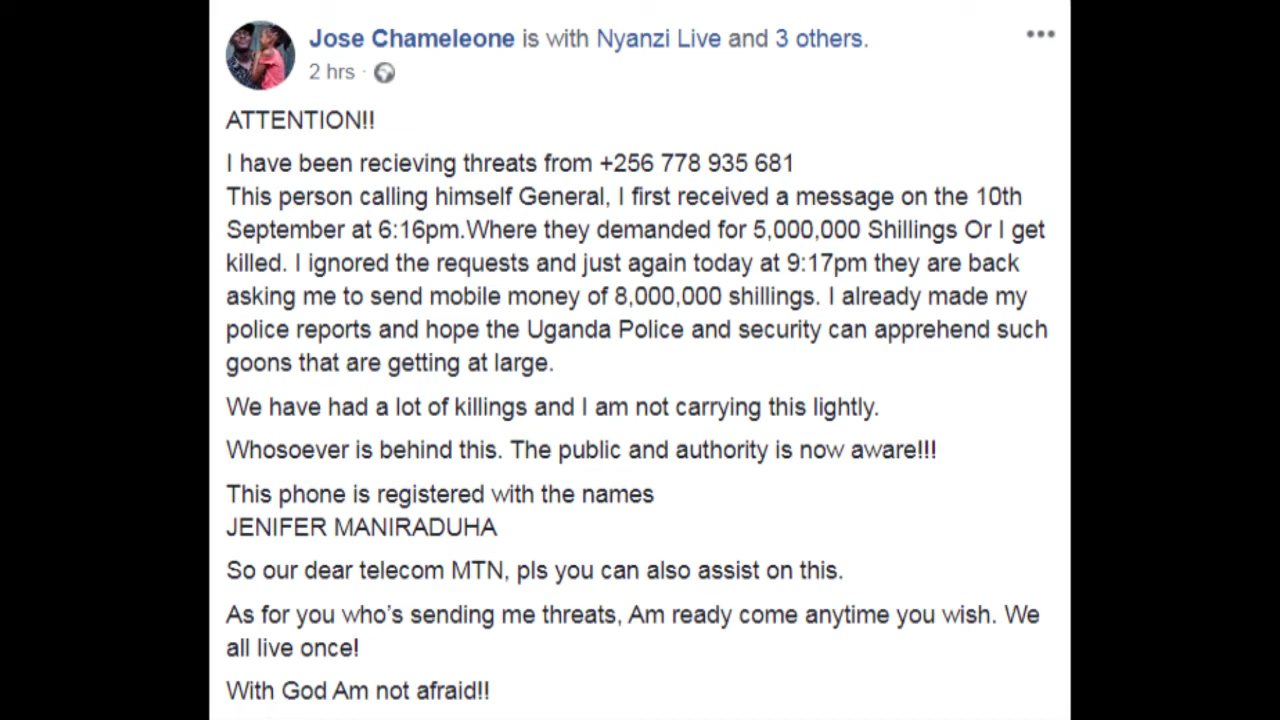 Jose Chameleone is with Nyanzi Live and 3 others.
2 hrs ·
ATTENTION!!
I have been recieving threats from +256 778 935 681
This person calling himself General, I first received a message on the 10th
September at 6:16pm.Where they demanded for 5,000,000 Shillings Or I get
killed. I ignored the requests and just again today at 9:17pm they are back
asking me to send mobile money of 8,000,000 shillings. I already made my
police reports and hope the Uganda Police and security can apprehend such
goons that are getting at large.
We have had a lot of killings and I am not carrying this lightly.
Whosoever is behind this. The public and authority is now aware!!!
This phone is registered with the names
JENIFER MANIRADUHA
So our dear telecom MTN, pls you can also assist on this.
As for you who's sending me threats, Am ready come anytime you wish. We
all live once!
With God Am not afraid!!